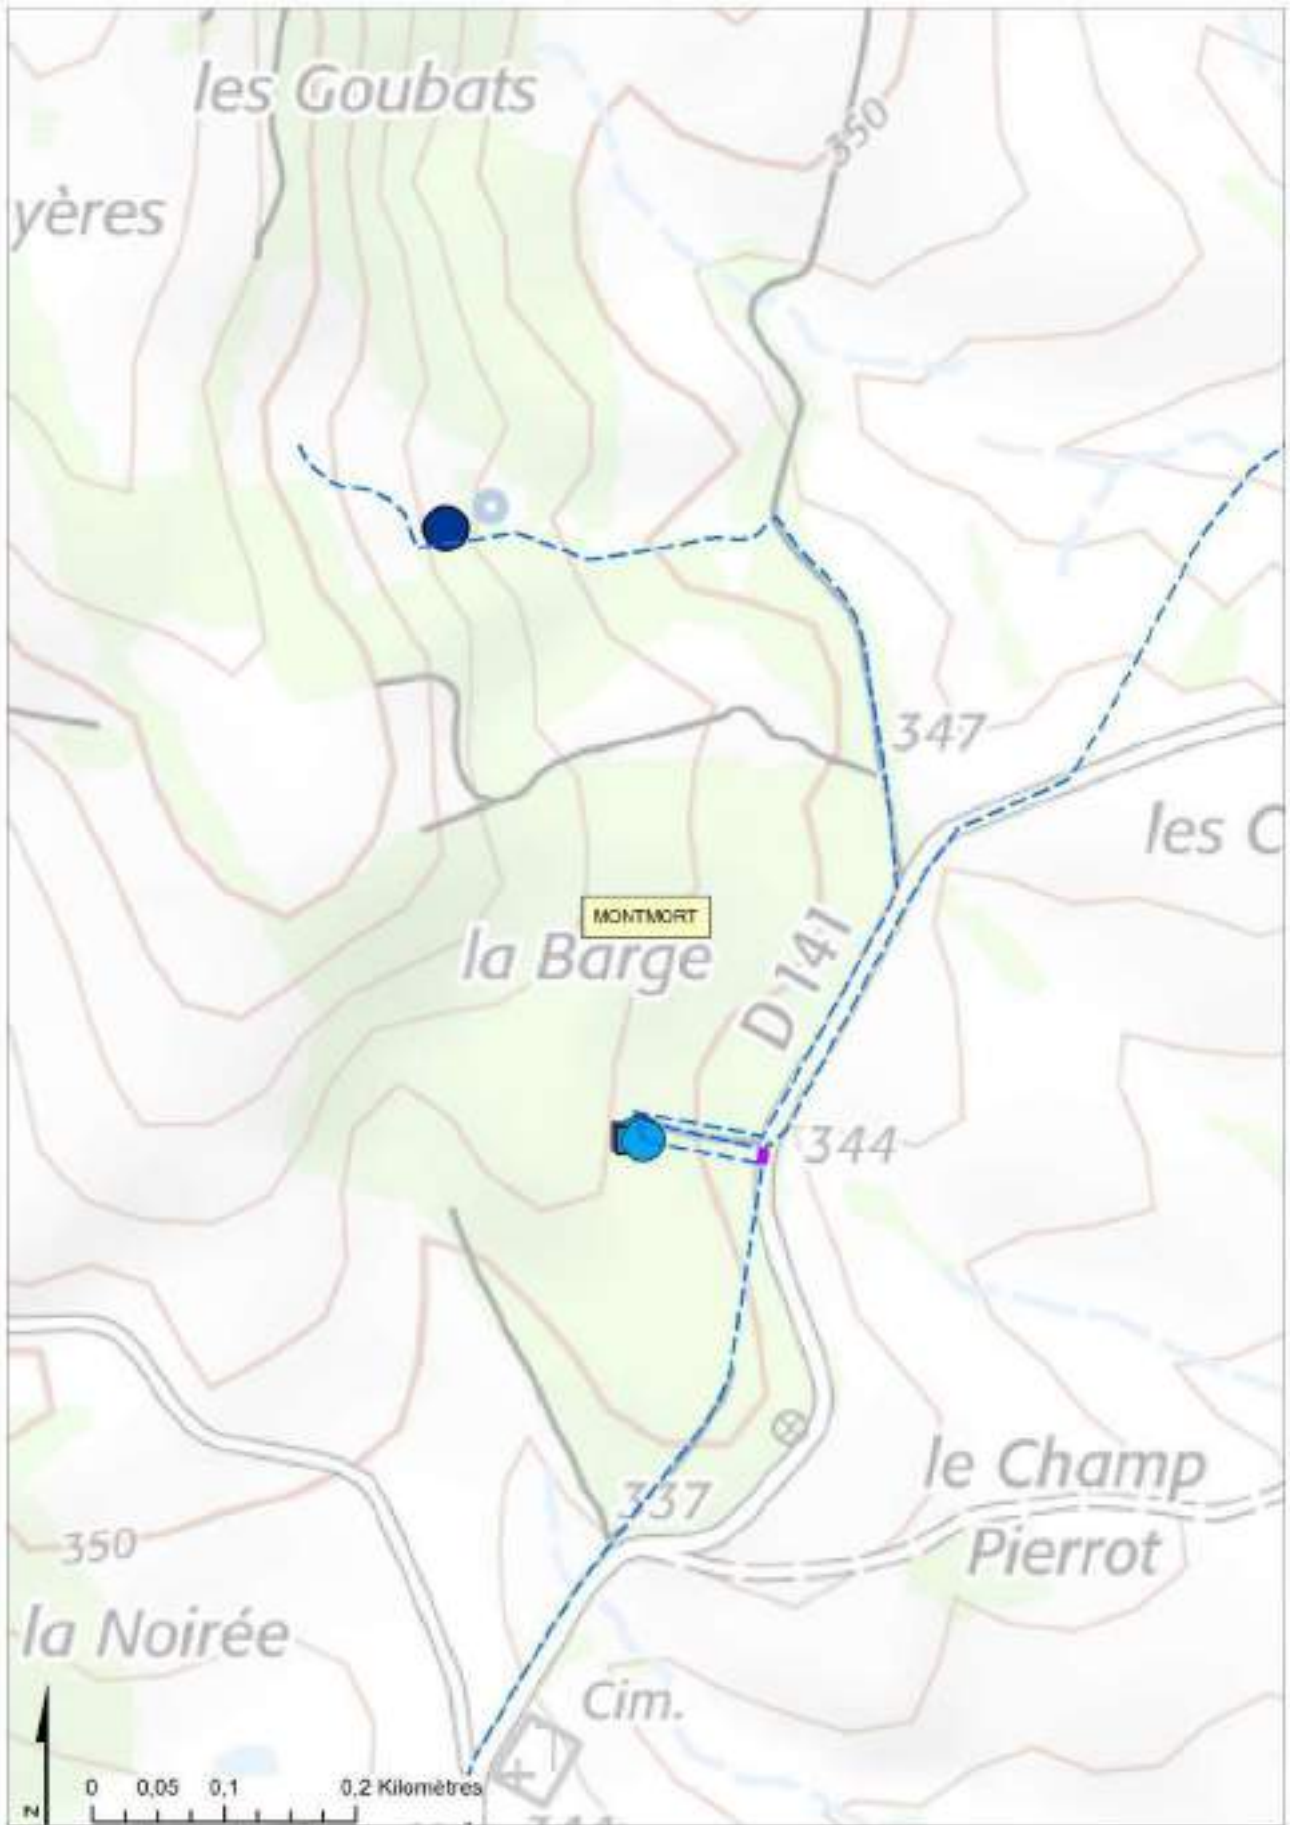 les Goubats
350
yères
347
les C
MONTMORT
la Barge
D 141
344
337
le Champ
Pierrot
350
la Noirée
Cim.
0 0,05 0,1 0,2 Kilomètres
N